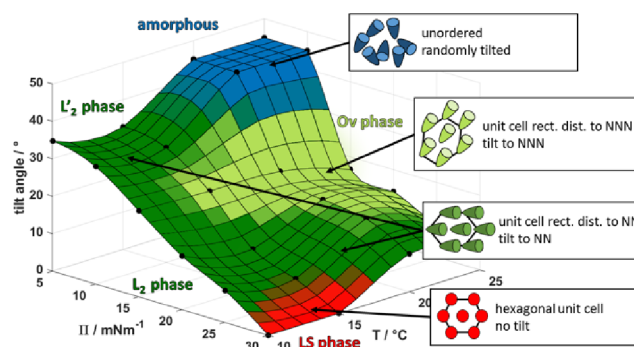 amorphous
unordered
randomly tilted
50
40
30
20
10
0
tilt angle / °
L'₂ phase
Ov phase
unit cell rect. dist. to NNN
tilt to NNN
unit cell rect. dist. to NN
tilt to NN
L₂ phase
hexagonal unit cell
no tilt
LS phase
5
10
15
20
25
30
Π / mNm⁻¹
10
15
20
25
T / °C